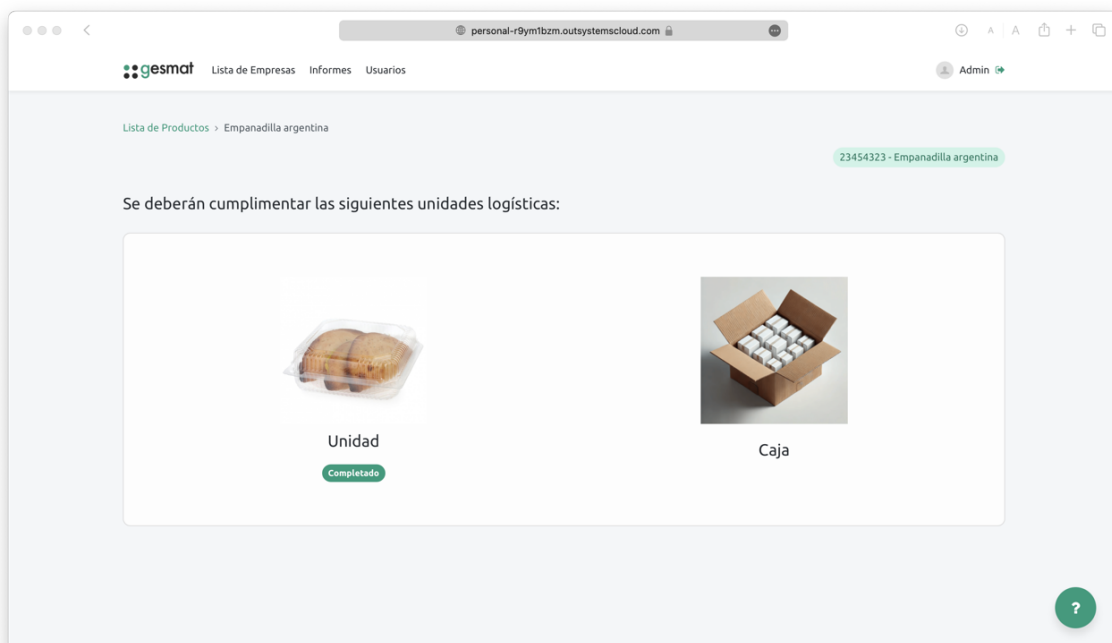 personal-r9ym1bzm.outsystemscloud.com
A A
gesmat Lista de Empresas Informes Usuarios Admin
Lista de Productos › Empanadilla argentina
23454323 - Empanadilla argentina
Se deberán cumplimentar las siguientes unidades logísticas:
Unidad
Caja
Completado
?